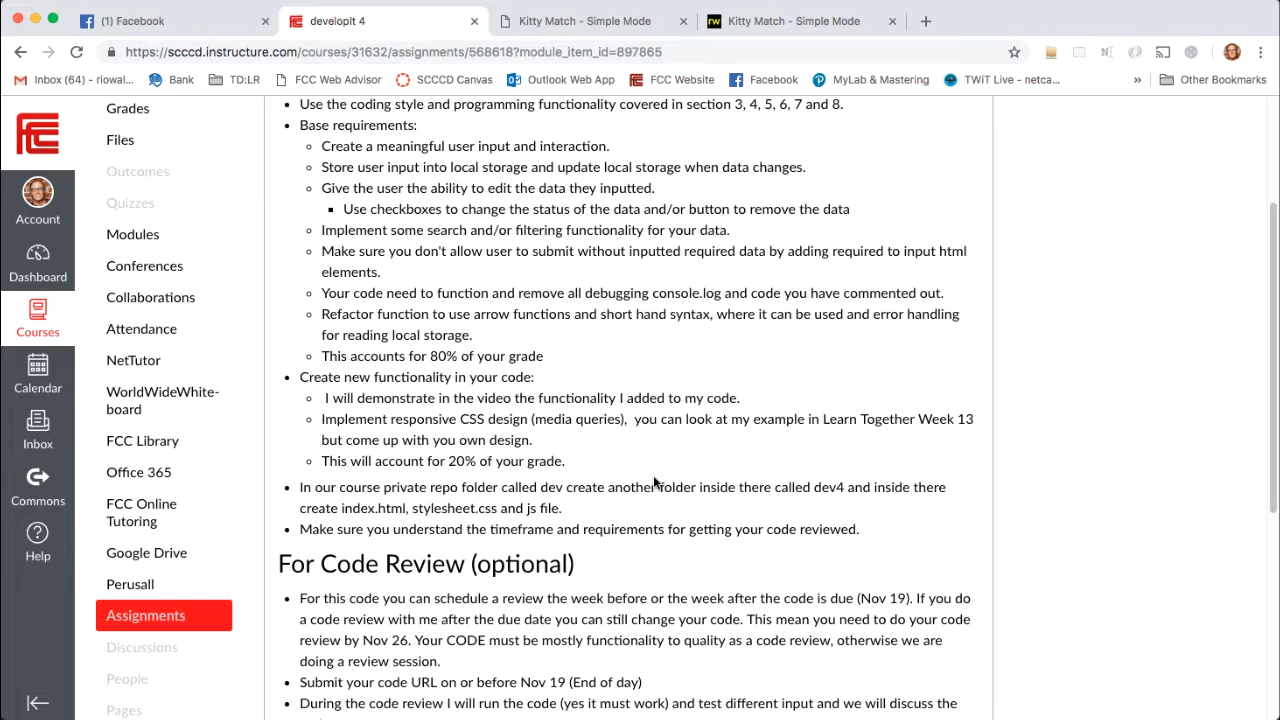 (1) Facebook
developIt 4
Kitty Match - Simple Mode
rw Kitty Match - Simple Mode
https://scccd.instructure.com/courses/31632/assignments/568618?module_item_id=897865
Inbox (64) - riowal...
Bank
TD:LR
FCC Web Advisor
SCCCD Canvas
Outlook Web App
FCC Website
Facebook
MyLab & Mastering
TWiT Live - netca...
»
Other Bookmarks
Account
Dashboard
Courses
Calendar
Inbox
Commons
Help
Grades
Files
Outcomes
Quizzes
Modules
Conferences
Collaborations
Attendance
NetTutor
WorldWideWhite-
board
FCC Library
Office 365
FCC Online
Tutoring
Google Drive
Perusall
Assignments
Discussions
People
Pages
Use the coding style and programming functionality covered in section 3, 4, 5, 6, 7 and 8.
Base requirements:
Create a meaningful user input and interaction.
Store user input into local storage and update local storage when data changes.
Give the user the ability to edit the data they inputted.
Use checkboxes to change the status of the data and/or button to remove the data
Implement some search and/or filtering functionality for your data.
Make sure you don't allow user to submit without inputted required data by adding required to input html
elements.
Your code need to function and remove all debugging console.log and code you have commented out.
Refactor function to use arrow functions and short hand syntax, where it can be used and error handling
for reading local storage.
This accounts for 80% of your grade
Create new functionality in your code:
I will demonstrate in the video the functionality I added to my code.
Implement responsive CSS design (media queries), you can look at my example in Learn Together Week 13
but come up with you own design.
This will account for 20% of your grade.
In our course private repo folder called dev create another folder inside there called dev4 and inside there
create index.html, stylesheet.css and js file.
Make sure you understand the timeframe and requirements for getting your code reviewed.
For Code Review (optional)
For this code you can schedule a review the week before or the week after the code is due (Nov 19). If you do
a code review with me after the due date you can still change your code. This mean you need to do your code
review by Nov 26. Your CODE must be mostly functionality to quality as a code review, otherwise we are
doing a review session.
Submit your code URL on or before Nov 19 (End of day)
During the code review I will run the code (yes it must work) and test different input and we will discuss the